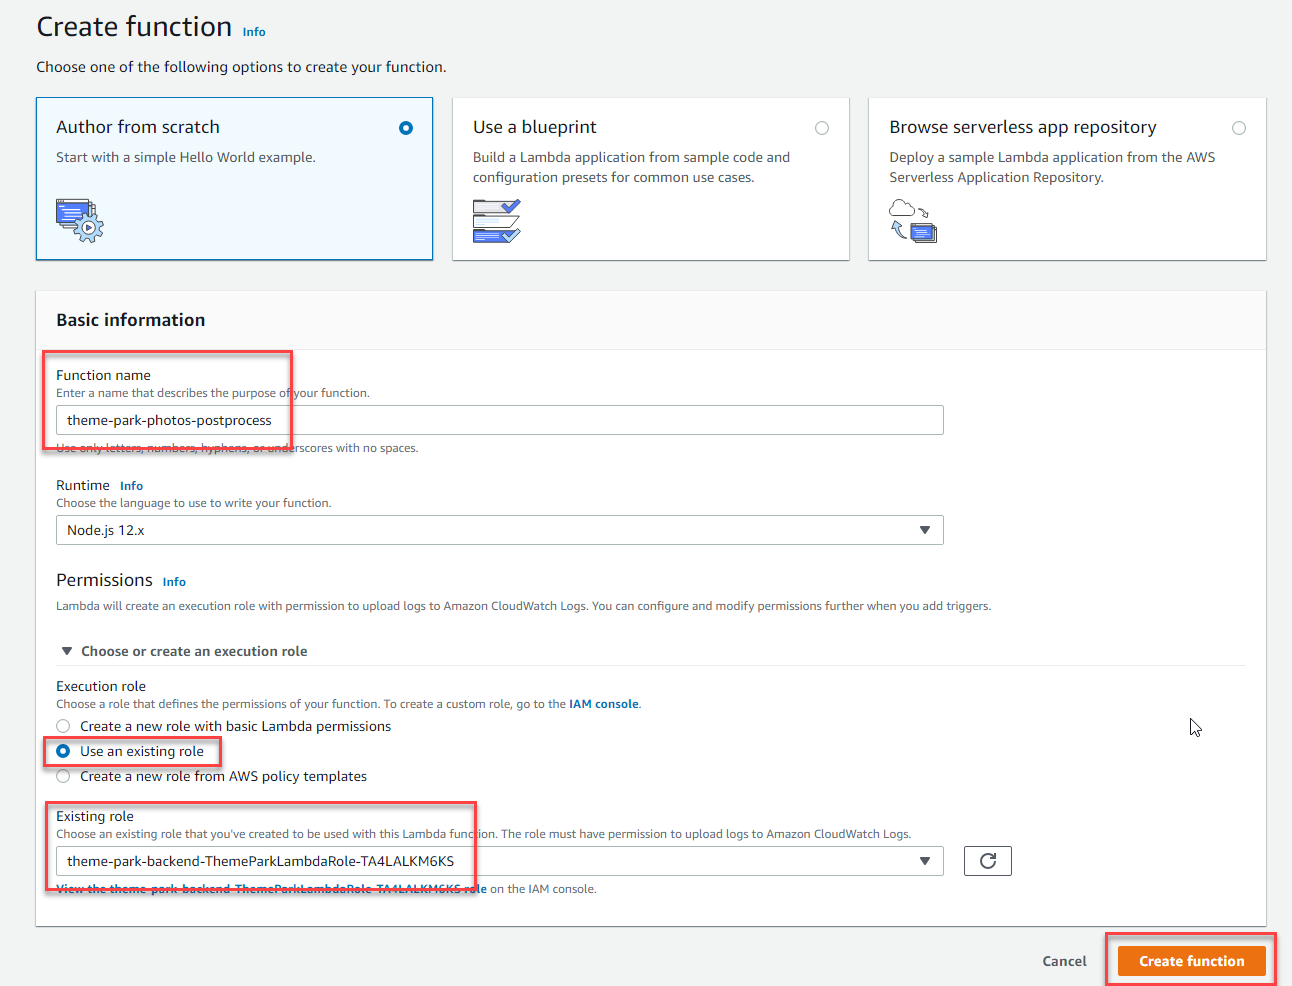 Create function Info
Choose one of the following options to create your function.
Author from scratch
Start with a simple Hello World example.
Use a blueprint
Build a Lambda application from sample code and
configuration presets for common use cases.
Browse serverless app repository
Deploy a sample Lambda application from the AWS
Serverless Application Repository.
Basic information
Function name
Enter a name that describes the purpose of your function.
theme-park-photos-postprocess
Use only letters, numbers, hyphens, or underscores with no spaces.
Runtime Info
Choose the language to use to write your function.
Node.js 12.x
Permissions Info
Lambda will create an execution role with permission to upload logs to Amazon CloudWatch Logs. You can configure and modify permissions further when you add triggers.
Choose or create an execution role
Execution role
Choose a role that defines the permissions of your function. To create a custom role, go to the IAM console.
Create a new role with basic Lambda permissions
Use an existing role
Create a new role from AWS policy templates
Existing role
Choose an existing role that you've created to be used with this Lambda function. The role must have permission to upload logs to Amazon CloudWatch Logs.
theme-park-backend-ThemeParkLambdaRole-TA4LALKM6KS
View the theme-park-backend-ThemeParkLambdaRole-TA4LALKM6KS role on the IAM console.
Cancel
Create function